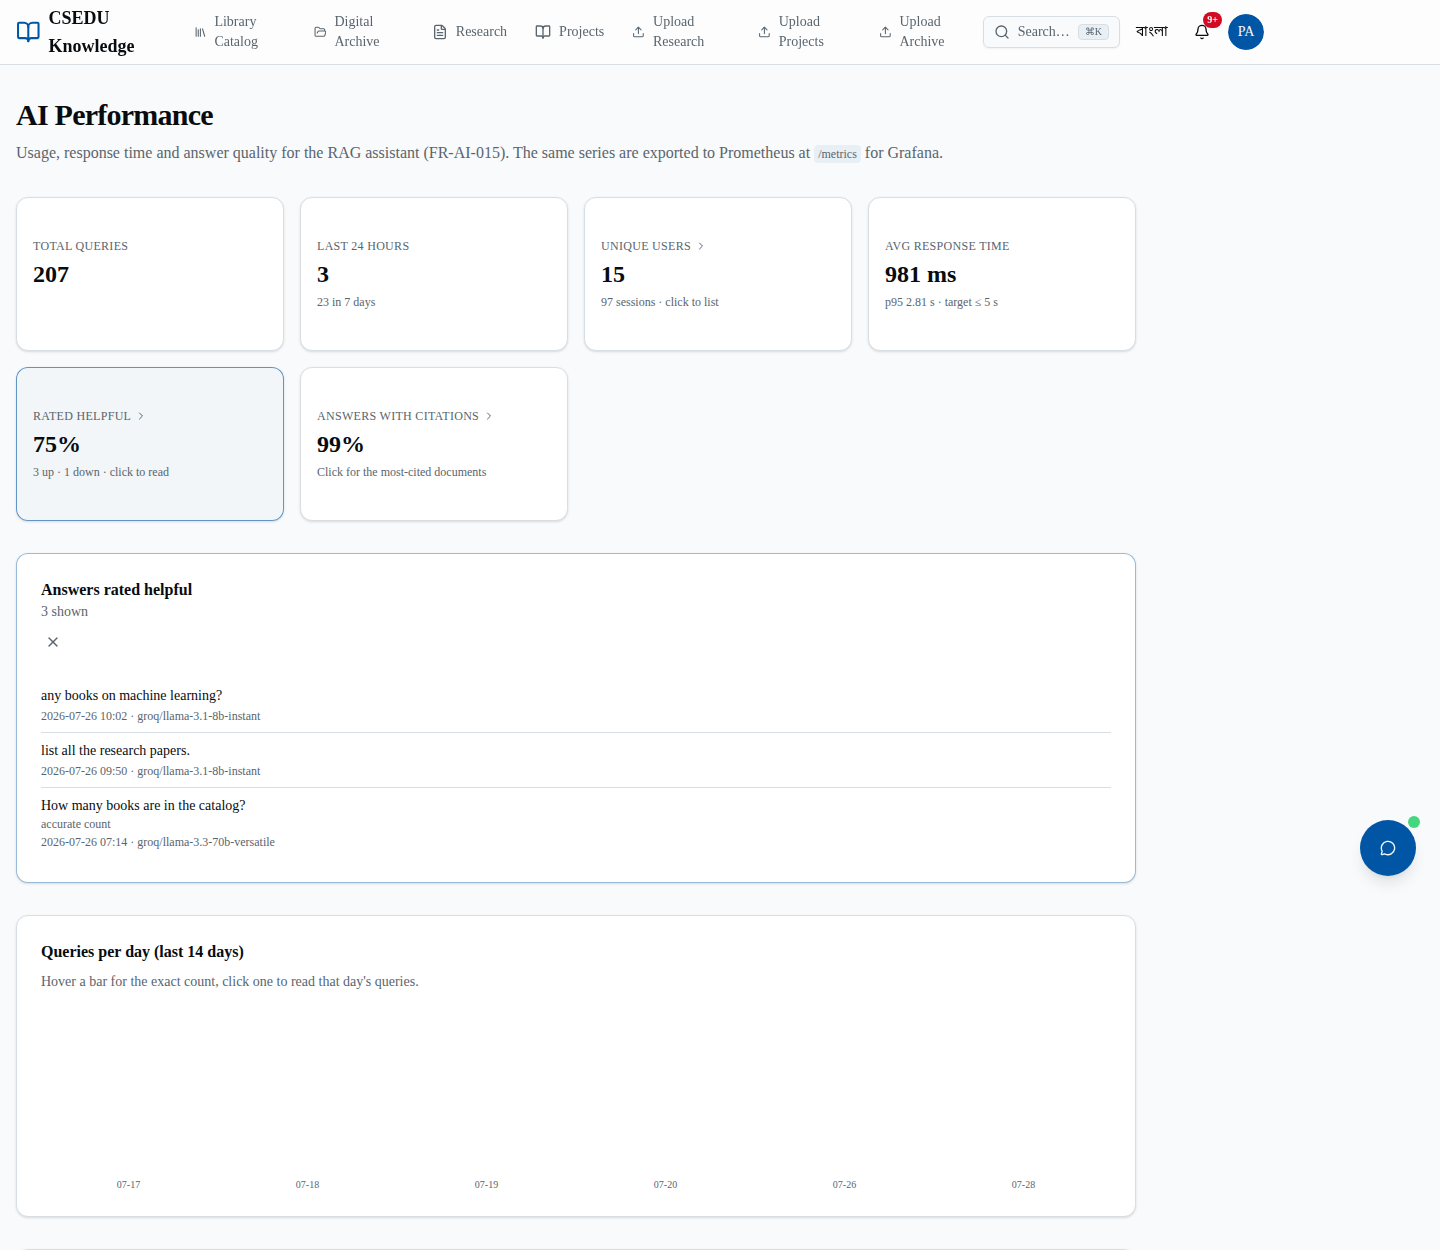 CSEDU Knowledge
Library Catalog
Digital Archive
Research
Projects
Upload Research
Upload Projects
Upload Archive
Search… ⌘K
বাংলা
9+
PA
AI Performance
Usage, response time and answer quality for the RAG assistant (FR-AI-015). The same series are exported to Prometheus at /metrics for Grafana.
TOTAL QUERIES
207
LAST 24 HOURS
3
23 in 7 days
UNIQUE USERS
15
97 sessions · click to list
AVG RESPONSE TIME
981 ms
p95 2.81 s · target ≤ 5 s
RATED HELPFUL
75%
3 up · 1 down · click to read
ANSWERS WITH CITATIONS
99%
Click for the most-cited documents
Answers rated helpful
3 shown
any books on machine learning?
2026-07-26 10:02 · groq/llama-3.1-8b-instant
list all the research papers.
2026-07-26 09:50 · groq/llama-3.1-8b-instant
How many books are in the catalog?
accurate count
2026-07-26 07:14 · groq/llama-3.3-70b-versatile
Queries per day (last 14 days)
Hover a bar for the exact count, click one to read that day's queries.
07-17 07-18 07-19 07-20 07-26 07-28